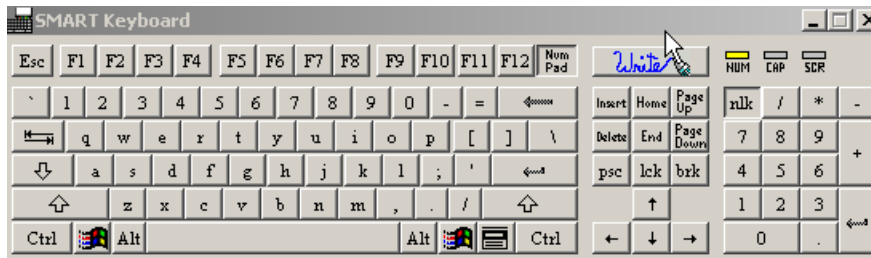 SMART Keyboard
Esc F1 F2 F3 F4 F5 F6 F7 F8 F9 F10 F11 F12 Num Pad Write NUM CAP SCR
` 1 2 3 4 5 6 7 8 9 0 - = Insert Home Page Up nlk / * -
q w e r t y u i o p [ ] \ Delete End Page Down 7 8 9 +
a s d f g h j k l ; ' psc lck brk 4 5 6
z x c v b n m , . / ↑ 1 2 3
Ctrl Alt Alt Ctrl ← ↓ → 0 .